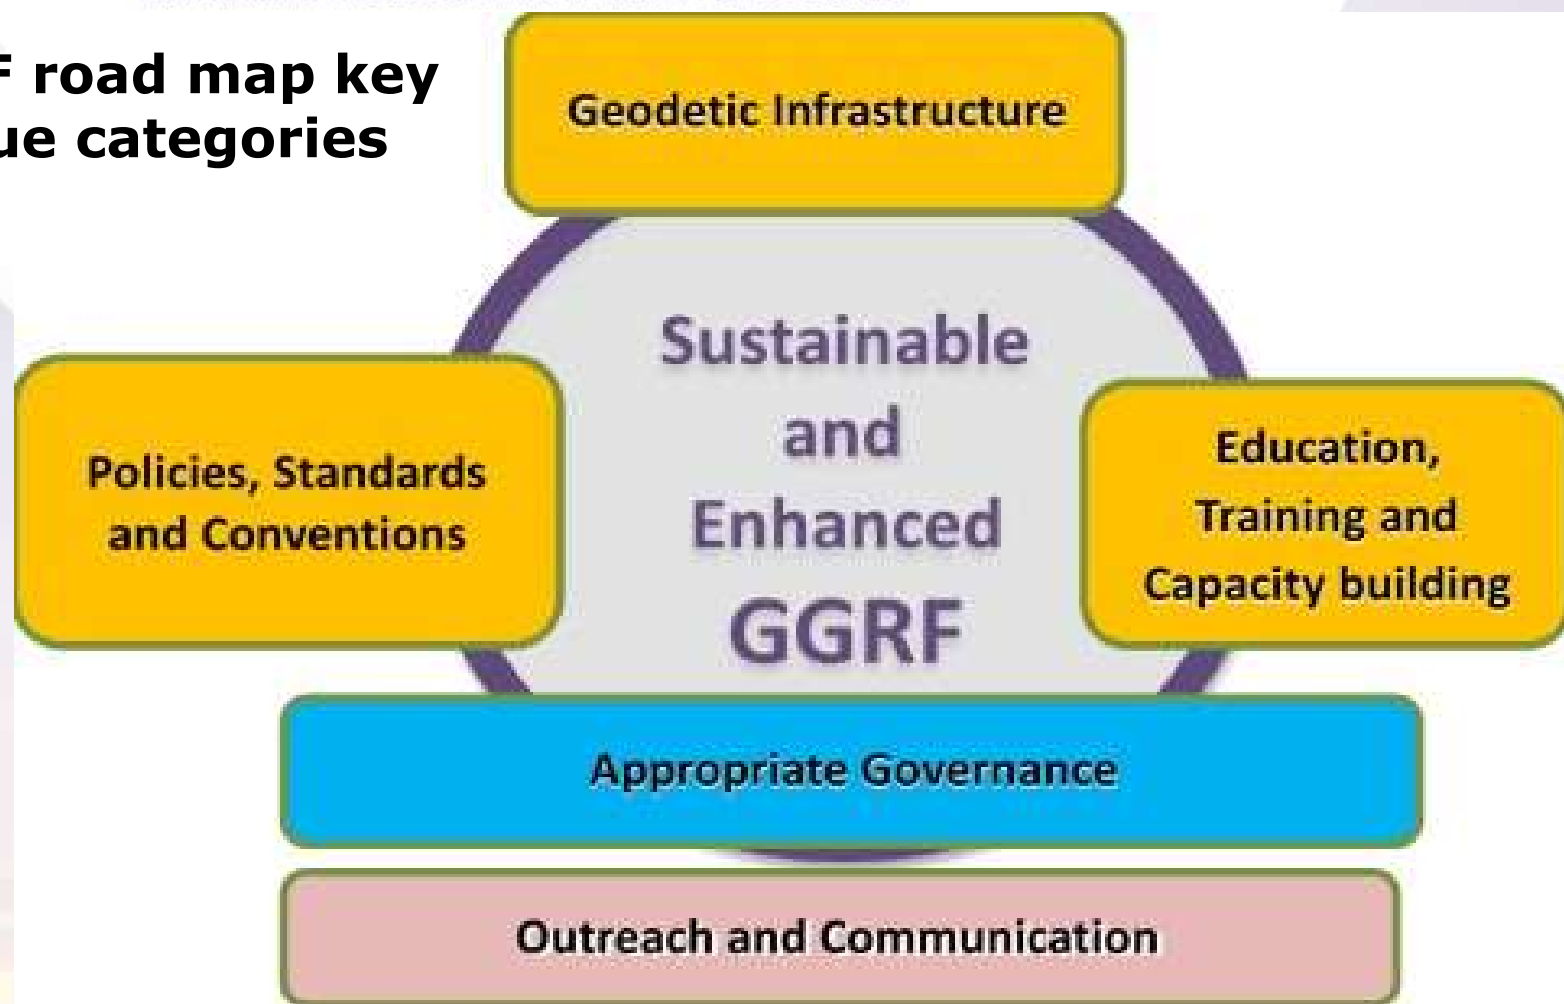 F road map key
ue categories
Geodetic Infrastructure
Sustainable
and
Enhanced
GGRF
Policies, Standards
and Conventions
Education,
Training and
Capacity building
Appropriate Governance
Outreach and Communication